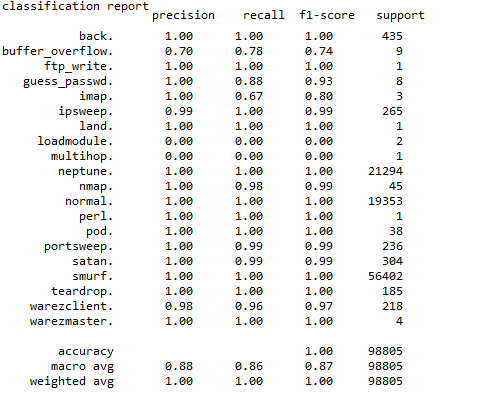 classification report
precision recall f1-score support
back. 1.00 1.00 1.00 435
buffer_overflow. 0.70 0.78 0.74 9
ftp_write. 1.00 1.00 1.00 1
guess_passwd. 1.00 0.88 0.93 8
imap. 1.00 0.67 0.80 3
ipsweep. 0.99 1.00 0.99 265
land. 1.00 1.00 1.00 1
loadmodule. 0.00 0.00 0.00 2
multihop. 0.00 0.00 0.00 1
neptune. 1.00 1.00 1.00 21294
nmap. 1.00 0.98 0.99 45
normal. 1.00 1.00 1.00 19353
perl. 1.00 1.00 1.00 1
pod. 1.00 1.00 1.00 38
portsweep. 1.00 0.99 0.99 236
satan. 1.00 0.99 0.99 304
smurf. 1.00 1.00 1.00 56402
teardrop. 1.00 1.00 1.00 185
warezclient. 0.98 0.96 0.97 218
warezmaster. 1.00 1.00 1.00 4
accuracy 1.00 98805
macro avg 0.88 0.86 0.87 98805
weighted avg 1.00 1.00 1.00 98805